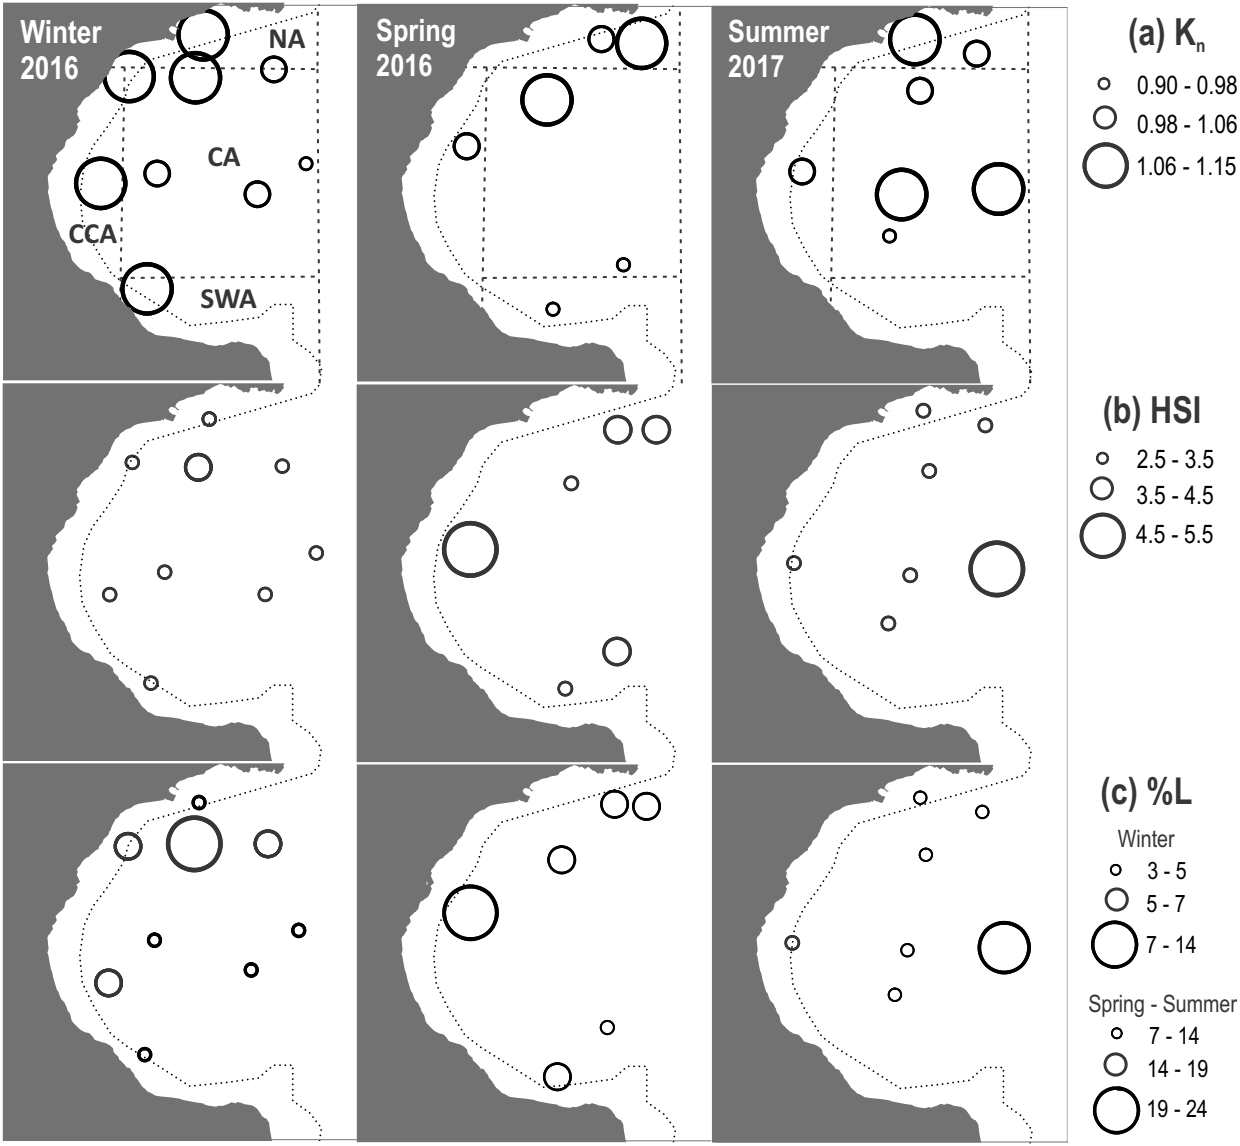 Winter
2016
NA
CA
CCA
SWA
Spring
2016
Summer
2017
(a) Kn
0.90 - 0.98
0.98 - 1.06
1.06 - 1.15
(b) HSI
2.5 - 3.5
3.5 - 4.5
4.5 - 5.5
(c) %L
Winter
3 - 5
5 - 7
7 - 14
Spring - Summer
7 - 14
14 - 19
19 - 24